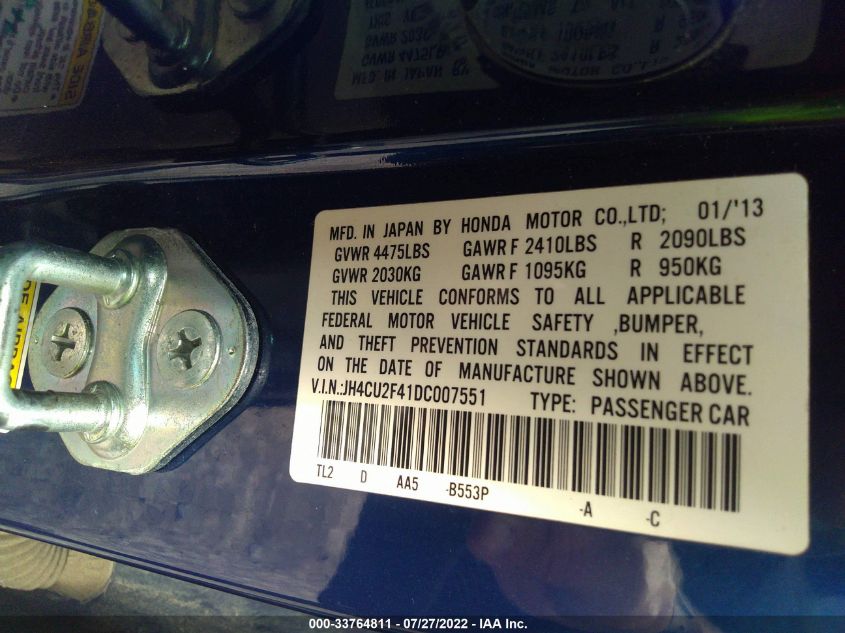 MFD. IN JAPAN BY HONDA MOTOR CO.,LTD; 01/'13
GVWR 4475LBS GAWR F 2410LBS R 2090LBS
GVWR 2030KG GAWR F 1095KG R 950KG
THIS VEHICLE CONFORMS TO ALL APPLICABLE
FEDERAL MOTOR VEHICLE SAFETY ,BUMPER,
AND THEFT PREVENTION STANDARDS IN EFFECT
ON THE DATE OF MANUFACTURE SHOWN ABOVE.
V.I.N.:JH4CU2F41DC007551 TYPE: PASSENGER CAR
TL2 D AA5 -B553P -A -C
000-33764811 - 07/27/2022 - IAA Inc.